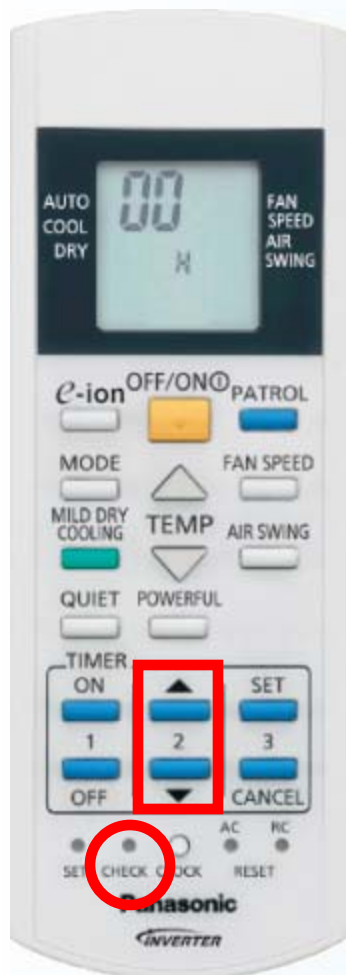 00
AUTO
COOL
DRY
FAN
SPEED
AIR
SWING
H
e-ion
OFF/ON
PATROL
MODE
FAN SPEED
MILD DRY
COOLING
TEMP
AIR SWING
QUIET
POWERFUL
TIMER
ON
▲
SET
1
2
3
OFF
▼
CANCEL
AC
RC
SET
CHECK
CLOCK
RESET
Panasonic
INVERTER